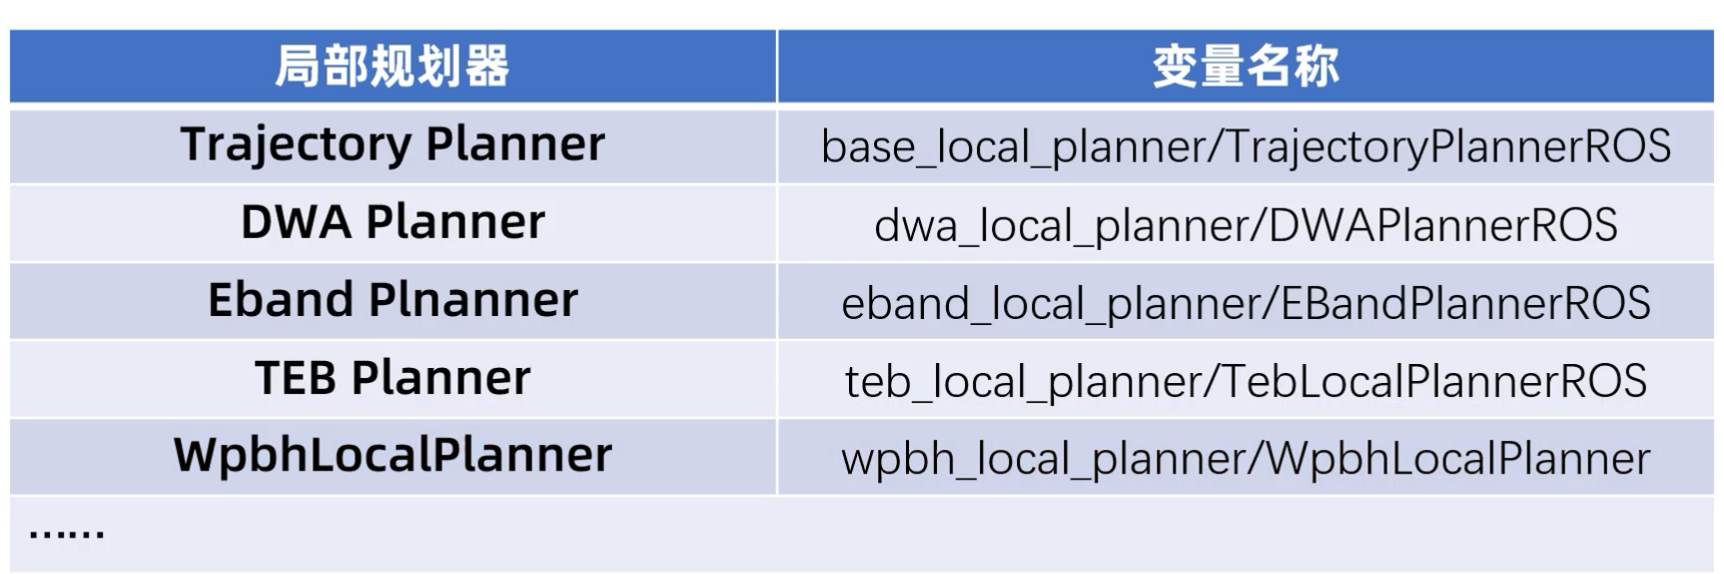 局部规划器 变量名称
Trajectory Planner base_local_planner/TrajectoryPlannerROS
DWA Planner dwa_local_planner/DWAPlannerROS
Eband Plnanner eband_local_planner/EBandPlannerROS
TEB Planner teb_local_planner/TebLocalPlannerROS
WpbhLocalPlanner wpbh_local_planner/WpbhLocalPlanner
……